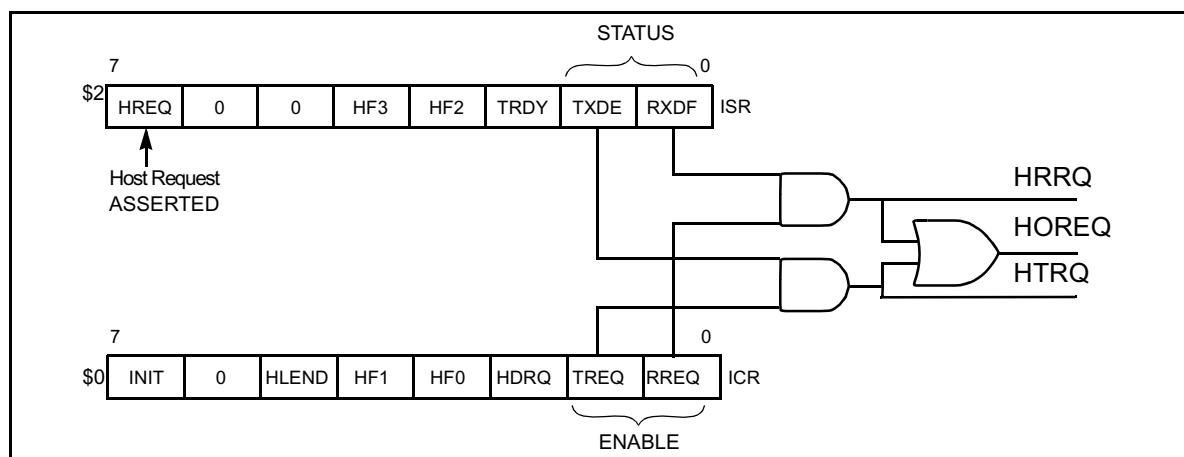 STATUS
7 0
$2 HREQ 0 0 HF3 HF2 TRDY TXDE RXDF ISR
Host Request
ASSERTED
HRRQ
HOREQ
HTRQ
7 0
$0 INIT 0 HLEND HF1 HF0 HDRQ TREQ RREQ ICR
ENABLE